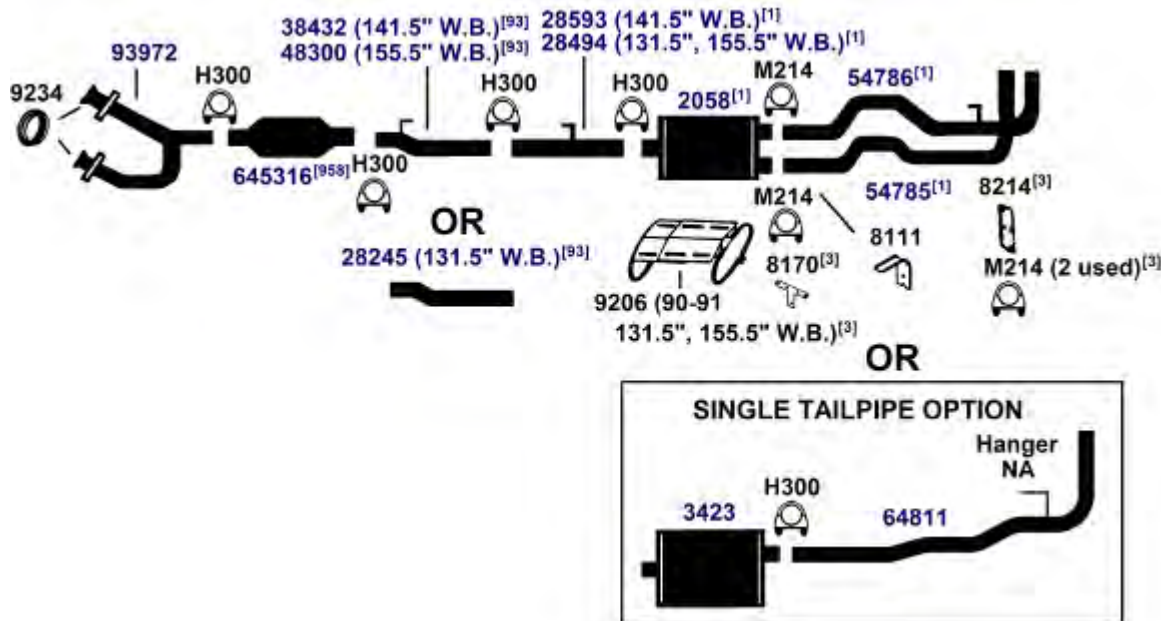 38432 (141.5" W.B.)[93]
48300 (155.5" W.B.)[93]
28593 (141.5" W.B.)[1]
28494 (131.5", 155.5" W.B.)[1]
93972
9234
H300
H300
H300
M214
2058[1]
54786[1]
645316[958]
H300
OR
28245 (131.5" W.B.)[93]
M214
54785[1]
8214[3]
8111
8170[3]
M214 (2 used)[3]
9206 (90-91
131.5", 155.5" W.B.)[3]
OR
SINGLE TAILPIPE OPTION
Hanger
NA
H300
3423
64811